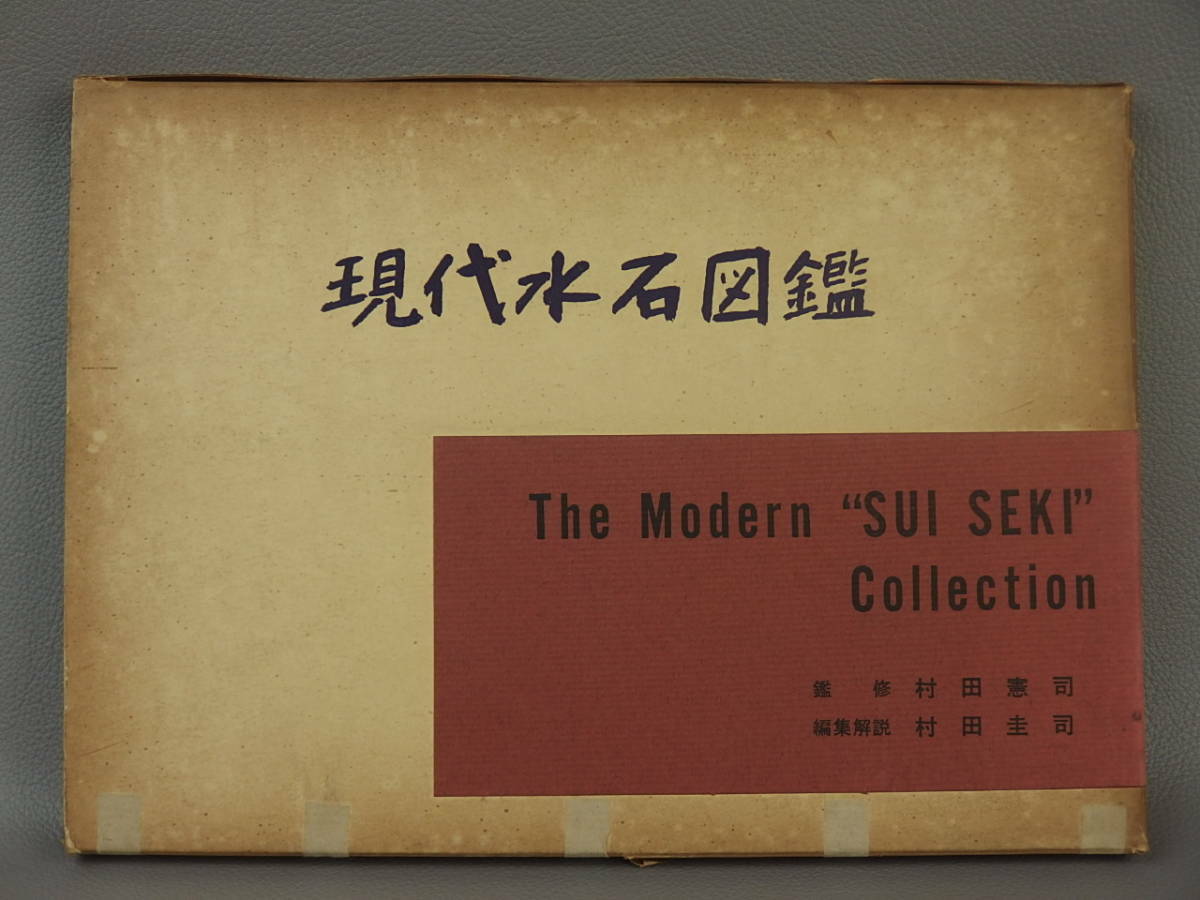 現代水石図鑑
The Modern “SUI SEKI”
Collection
鑑修 村田憲司
編集解説 村田圭司